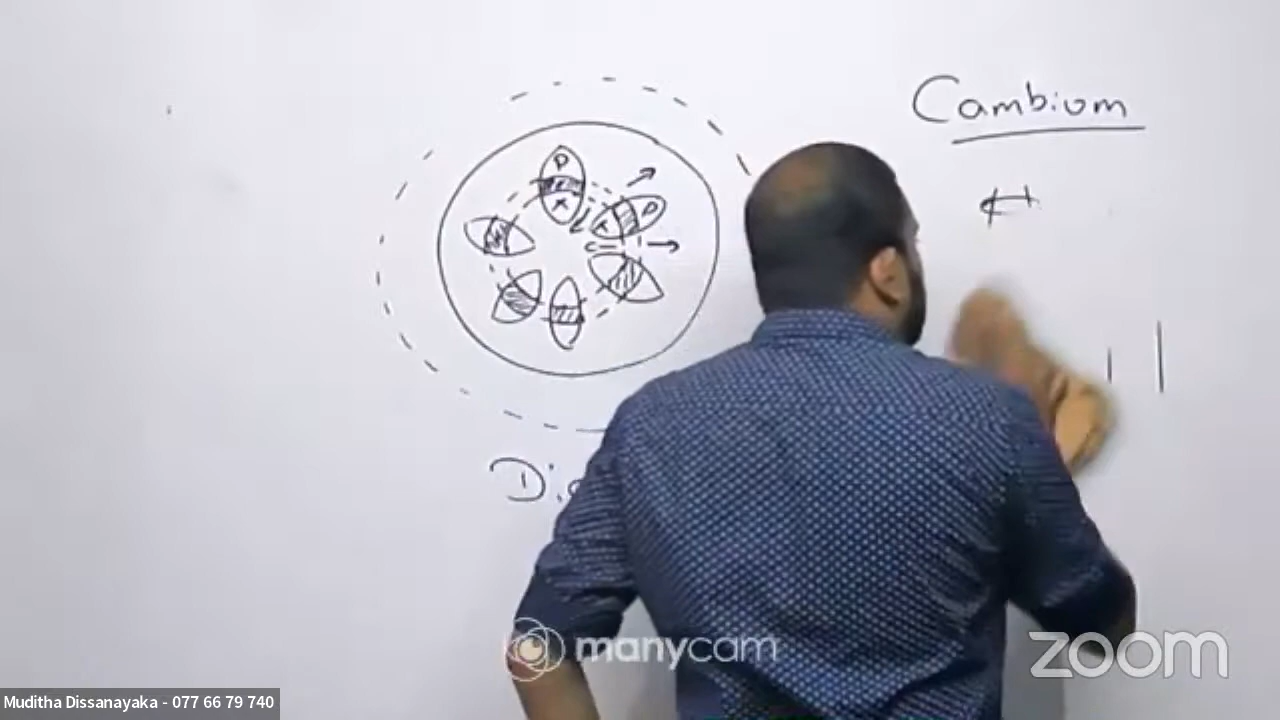 Cambium
P
x
P
x
manycam
zoom
Muditha Dissanayaka - 077 66 79 740